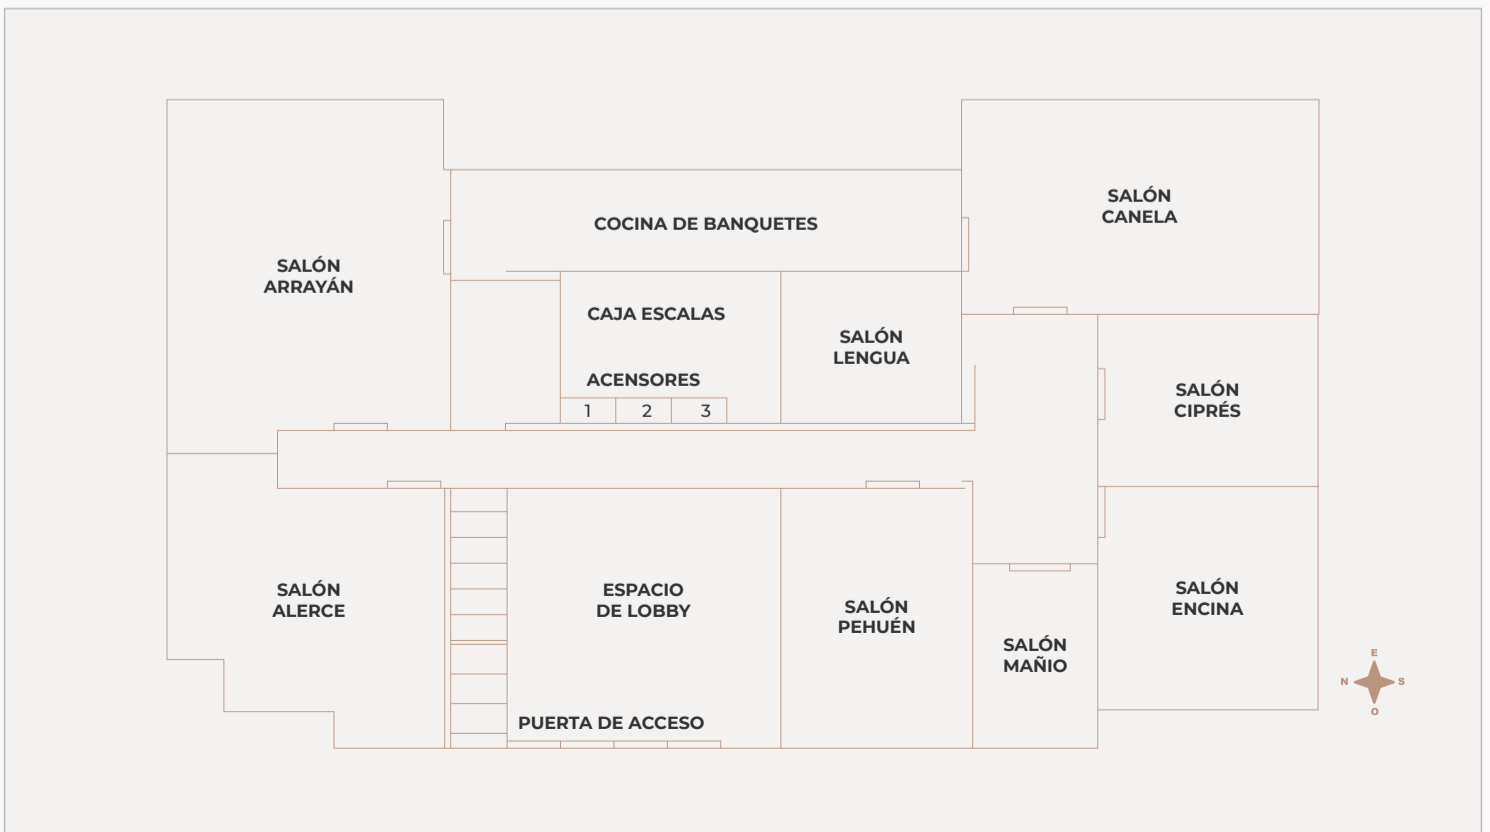 SALÓN
CANELA
COCINA DE BANQUETES
SALÓN
ARRAYÁN
CAJA ESCALAS
SALÓN
LENGUA
ACENSORES
1 2 3
SALÓN
CIPRÉS
SALÓN
ALERCE
ESPACIO
DE LOBBY
SALÓN
PEHUÉN
SALÓN
ENCINA
SALÓN
MAÑIO
PUERTA DE ACCESO
E
N S
O